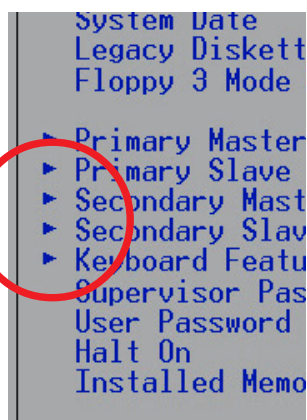 System Date
Legacy Diskett
Floppy 3 Mode
Primary Master
Primary Slave
Secondary Mast
Secondary Slav
Keyboard Featu
Supervisor Pas
User Password
Halt On
Installed Memo